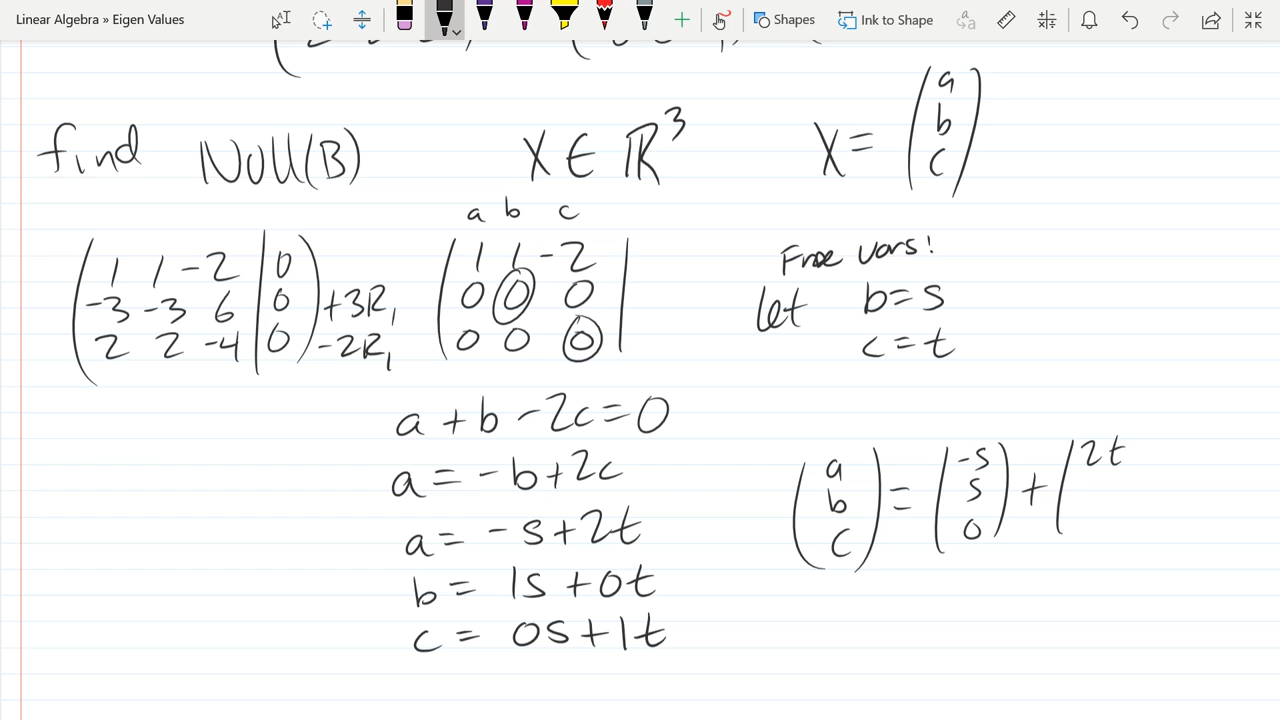 Linear Algebra » Eigen Values
Shapes
Ink to Shape
find Null(B) X ∈ ℝ³ X = (a b c)
a b c
( 1 1 -2 | 0 )
( -3 -3 6 | 0 ) +3R₁
( 2 2 -4 | 0 ) -2R₁
( 1 1 -2 |
( 0 0 0 |
( 0 0 0 |
Free vars!
let b = s
c = t
a + b - 2c = 0
a = -b + 2c
a = -s + 2t
b = 1s + 0t
c = 0s + 1t
(a b c) = (-s s 0) + ( 2t